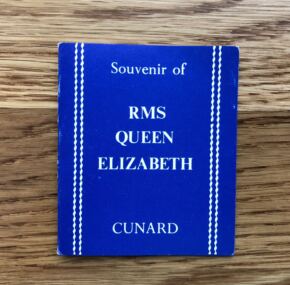 Souvenir of
RMS
QUEEN
ELIZABETH
CUNARD